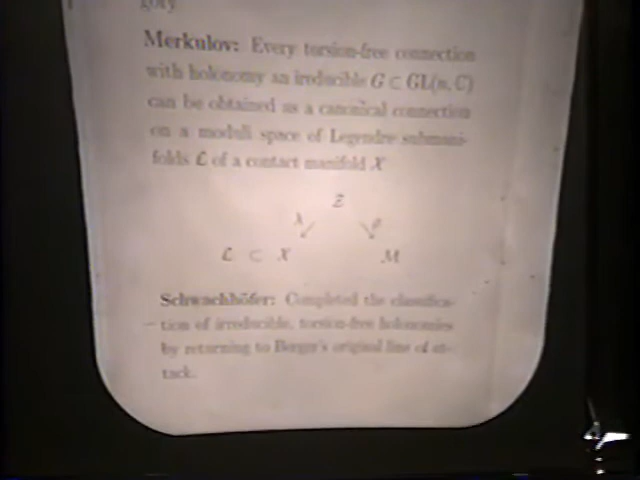 Merkulov: Every torsion-free connection
with holonomy an irreducible G ⊂ GL(n, C)
can be obtained as a canonical connection
on a moduli space of Legendre submani-
folds L of a contact manifold X
Z
λ ↙ ↘ ρ
L ⊂ X M
Schwachhöfer: Completed the classifica-
tion of irreducible, torsion-free holonomies
by returning to Berger's original line of at-
tack.